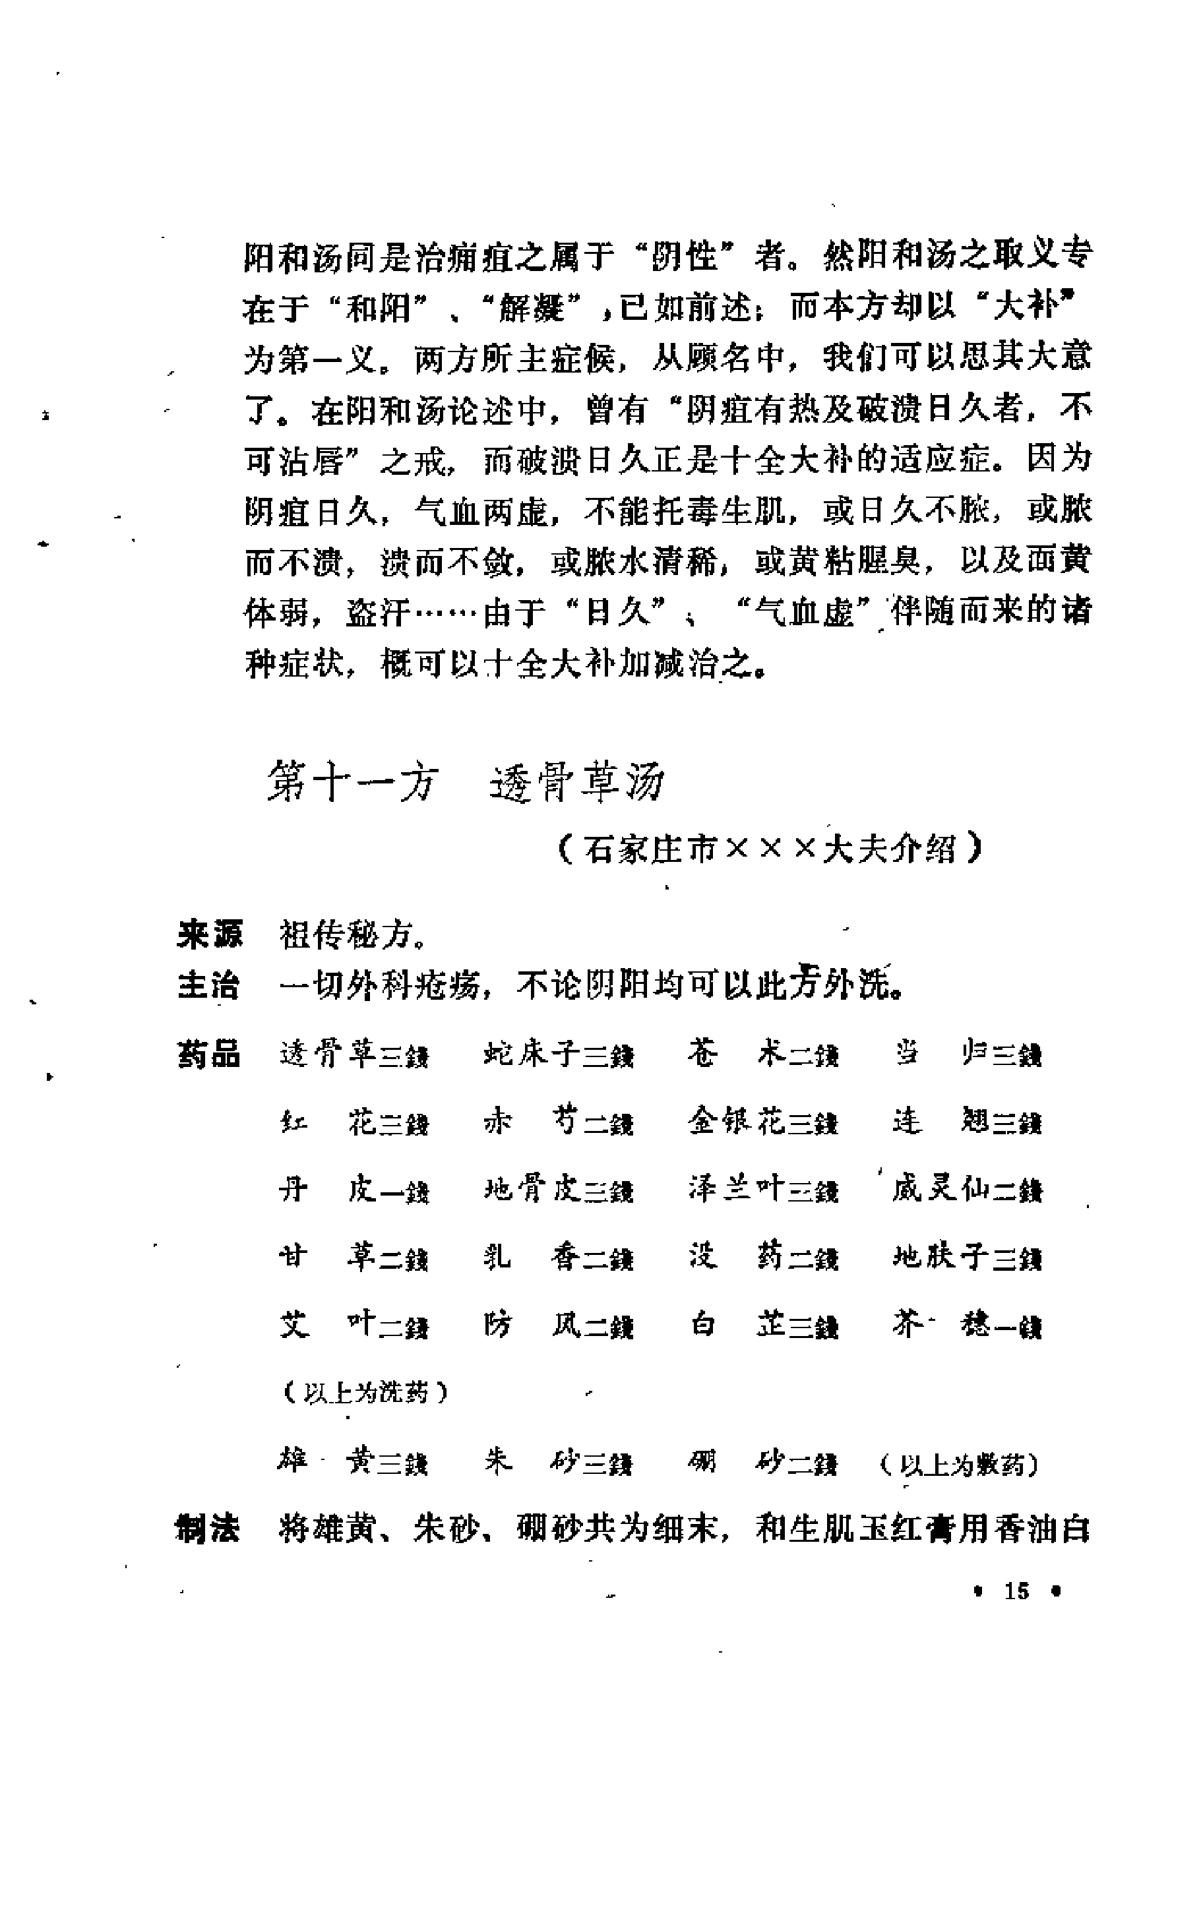 阳和汤同是治痈疽之属于“阴性”者。然阳和汤之取义专
在于“和阳”、“解凝”，已如前述；而本方却以“大补”
为第一义。两方所主症候，从顾名中，我们可以思其大意
了。在阳和汤论述中，曾有“阴疽有热及破溃日久者，不
可沾唇”之戒，而破溃日久正是十全大补的适应症。因为
阴疽日久，气血两虚，不能托毒生肌，或日久不脓，或脓
而不溃，溃而不敛，或脓水清稀，或黄粘腥臭，以及面黄
体弱，盗汗……由于“日久”、“气血虚”伴随而来的诸
种症状，概可以十全大补加减治之。
第十一方 透骨草汤
（石家庄市×××大夫介绍）
来源 祖传秘方。
主治 一切外科疮疡，不论阴阳均可以此方外洗。
药品 透骨草三錢 蛇床子三錢 苍术二錢 当归三錢
红花三錢 赤芍二錢 金银花三錢 连翘三錢
丹皮一錢 地骨皮三錢 泽兰叶三錢 威灵仙二錢
甘草二錢 乳香二錢 没药二錢 地肤子三錢
艾叶二錢 防风二錢 白芷三錢 芥穗一錢
（以上为洗药）
雄黄三錢 朱砂三錢 硼砂二錢 （以上为敷药）
制法 将雄黄、朱砂、硼砂共为细末，和生肌玉红膏用香油白
• 15 •